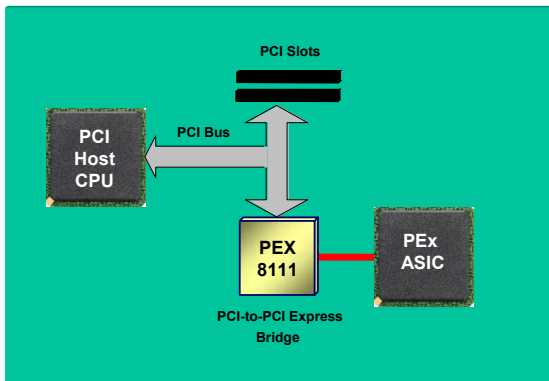 PCI Slots
PCI Bus
PCI
Host
CPU
PEX
8111
PEx
ASIC
PCI-to-PCI Express
Bridge